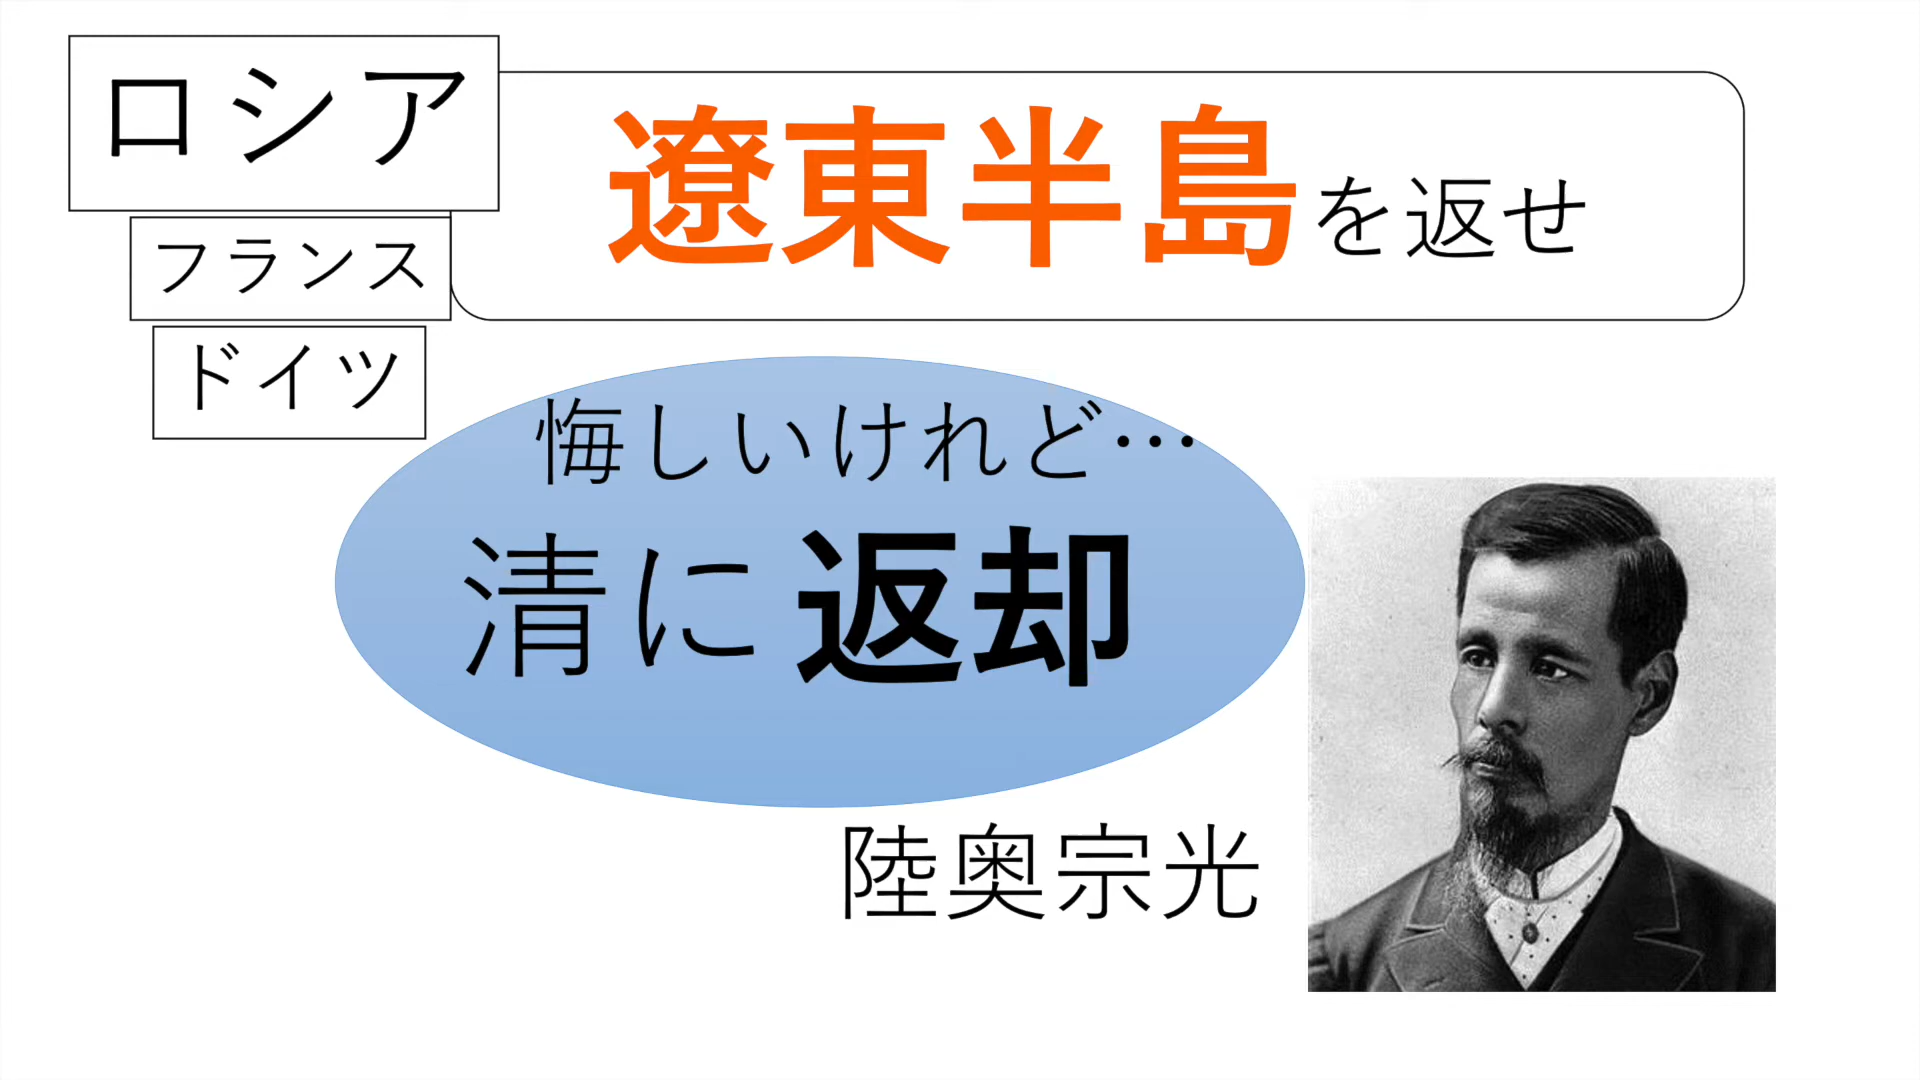 ロシア
遼東半島を返せ
フランス
ドイツ
悔しいけれど…
清に返却
陸奥宗光